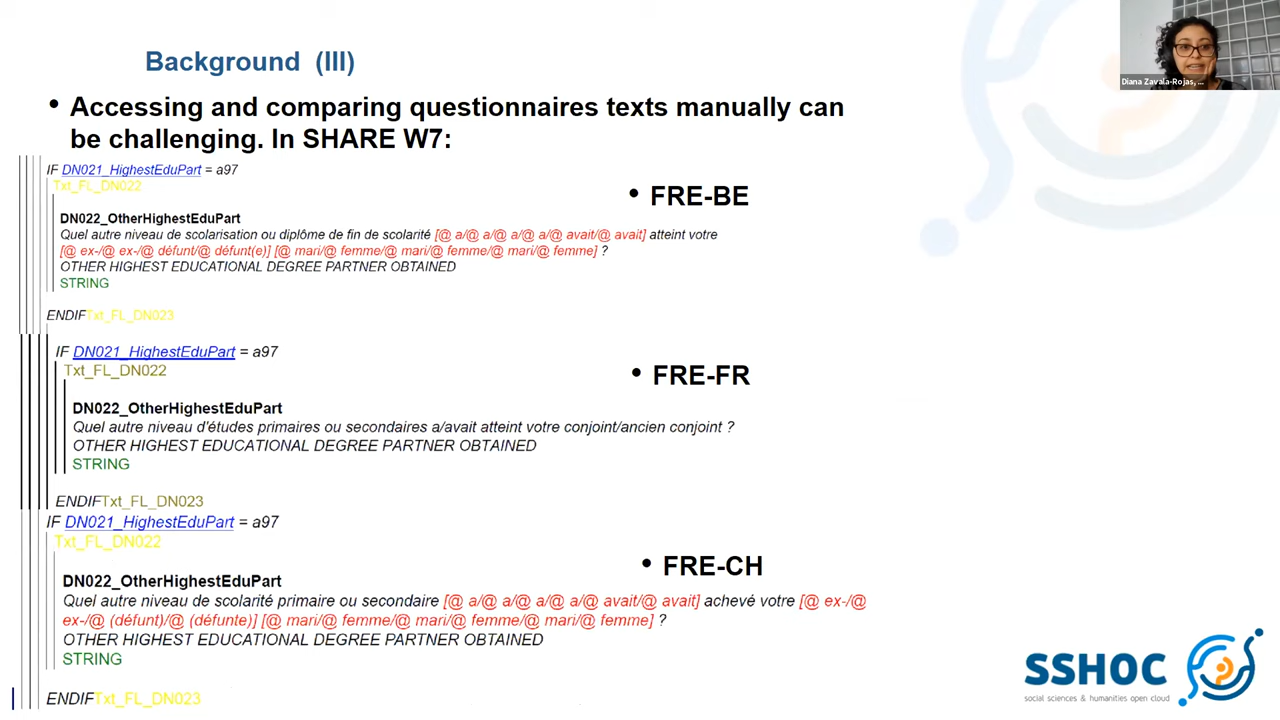 Background (III)
• Accessing and comparing questionnaires texts manually can
be challenging. In SHARE W7:
IF DN021_HighestEduPart = a97
Txt_FL_DN022
• FRE-BE
DN022_OtherHighestEduPart
Quel autre niveau de scolarisation ou diplôme de fin de scolarité [@ a/@ a/@ a/@ a/@ avait/@ avait] atteint votre
[@ ex-/@ ex-/@ défunt/@ défunt(e)] [@ mari/@ femme/@ mari/@ femme/@ mari/@ femme] ?
OTHER HIGHEST EDUCATIONAL DEGREE PARTNER OBTAINED
STRING
ENDIFTxt_FL_DN023
IF DN021_HighestEduPart = a97
Txt_FL_DN022
• FRE-FR
DN022_OtherHighestEduPart
Quel autre niveau d'études primaires ou secondaires a/avait atteint votre conjoint/ancien conjoint ?
OTHER HIGHEST EDUCATIONAL DEGREE PARTNER OBTAINED
STRING
ENDIFTxt_FL_DN023
IF DN021_HighestEduPart = a97
Txt_FL_DN022
• FRE-CH
DN022_OtherHighestEduPart
Quel autre niveau de scolarité primaire ou secondaire [@ a/@ a/@ a/@ a/@ avait/@ avait] achevé votre [@ ex-/@
ex-/@ (défunt)/@ (défunte)] [@ mari/@ femme/@ mari/@ femme/@ mari/@ femme] ?
OTHER HIGHEST EDUCATIONAL DEGREE PARTNER OBTAINED
STRING
ENDIFTxt_FL_DN023
Diana Zavala-Rojas, ...
SSHOC
social sciences & humanities open cloud